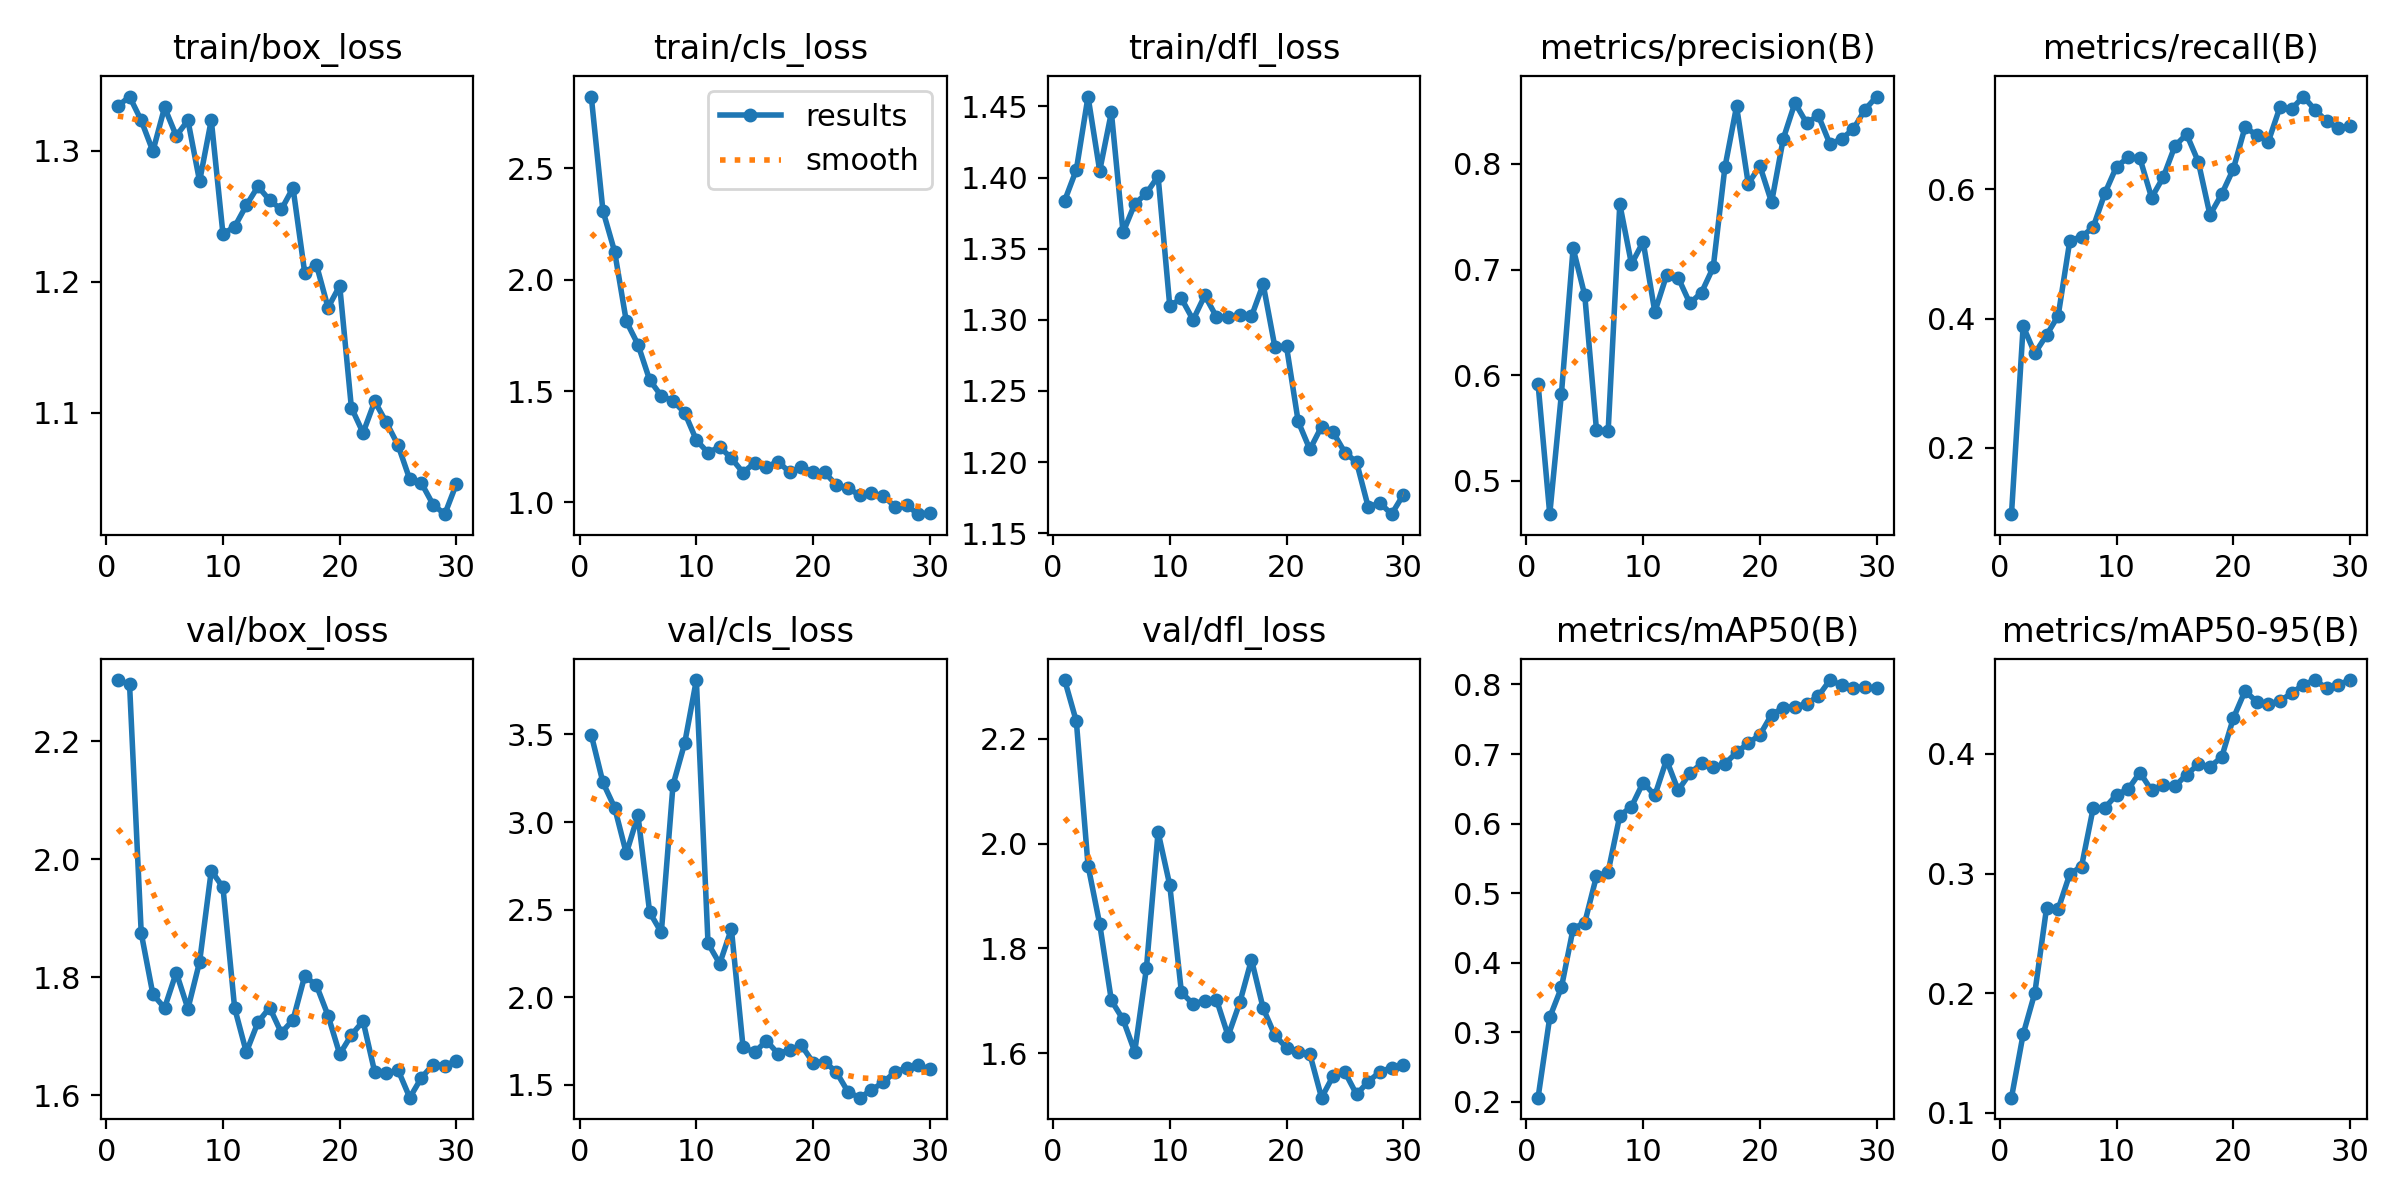 train/box_loss
train/cls_loss
train/dfl_loss
metrics/precision(B)
metrics/recall(B)
1.3
1.2
1.1
0 10 20 30
results
smooth
2.5
2.0
1.5
1.0
0 10 20 30
1.45
1.40
1.35
1.30
1.25
1.20
1.15
0 10 20 30
0.8
0.7
0.6
0.5
0 10 20 30
0.6
0.4
0.2
0 10 20 30
val/box_loss
val/cls_loss
val/dfl_loss
metrics/mAP50(B)
metrics/mAP50-95(B)
2.2
2.0
1.8
1.6
0 10 20 30
3.5
3.0
2.5
2.0
1.5
0 10 20 30
2.2
2.0
1.8
1.6
0 10 20 30
0.8
0.7
0.6
0.5
0.4
0.3
0.2
0 10 20 30
0.4
0.3
0.2
0.1
0 10 20 30